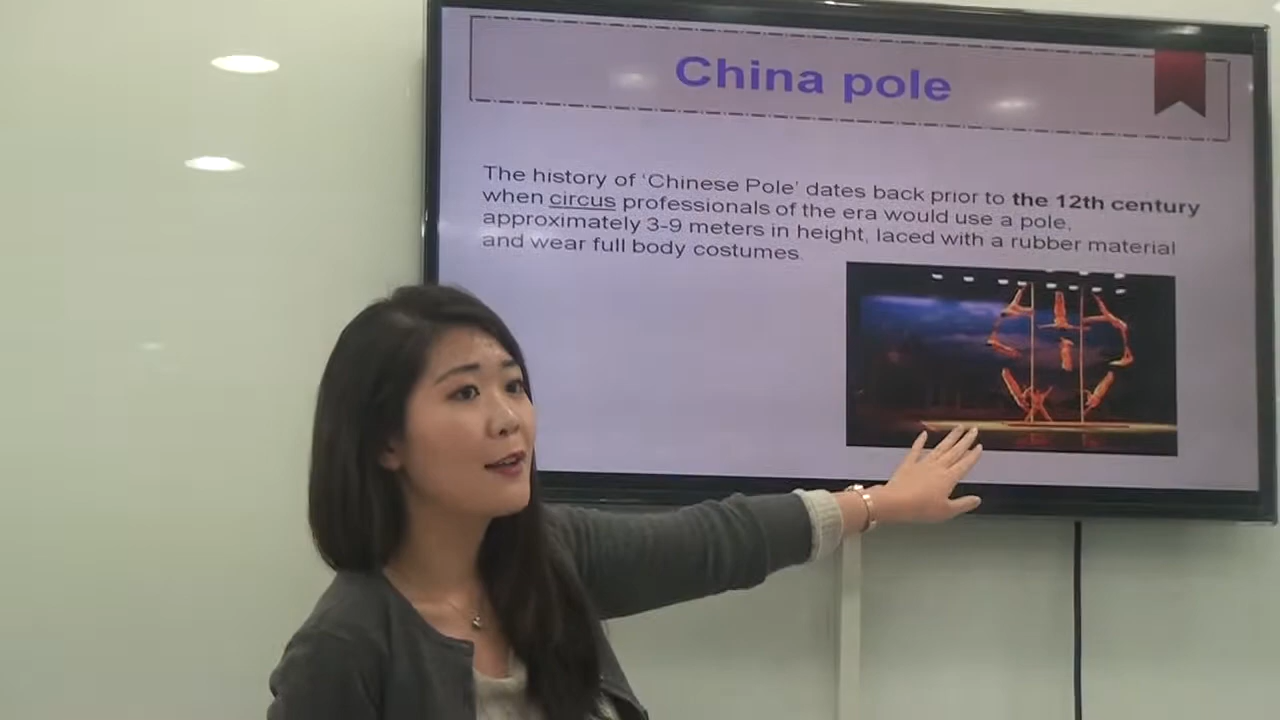 China pole
The history of ‘Chinese Pole’ dates back prior to the 12th century
when circus professionals of the era would use a pole,
approximately 3-9 meters in height, laced with a rubber material
and wear full body costumes.